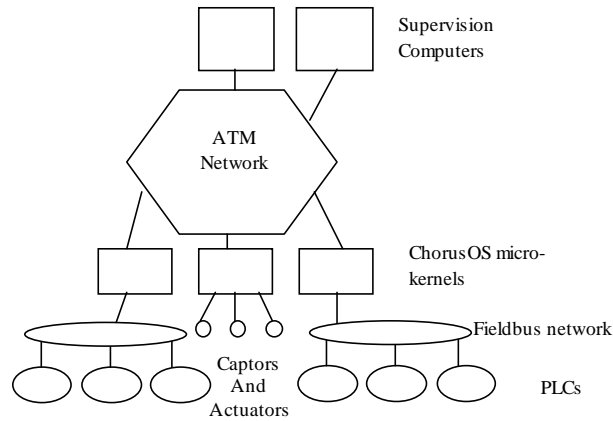 Supervision
Computers
ATM
Network
ChorusOS micro-
kernels
Fieldbus network
Captors
And
Actuators
PLCs